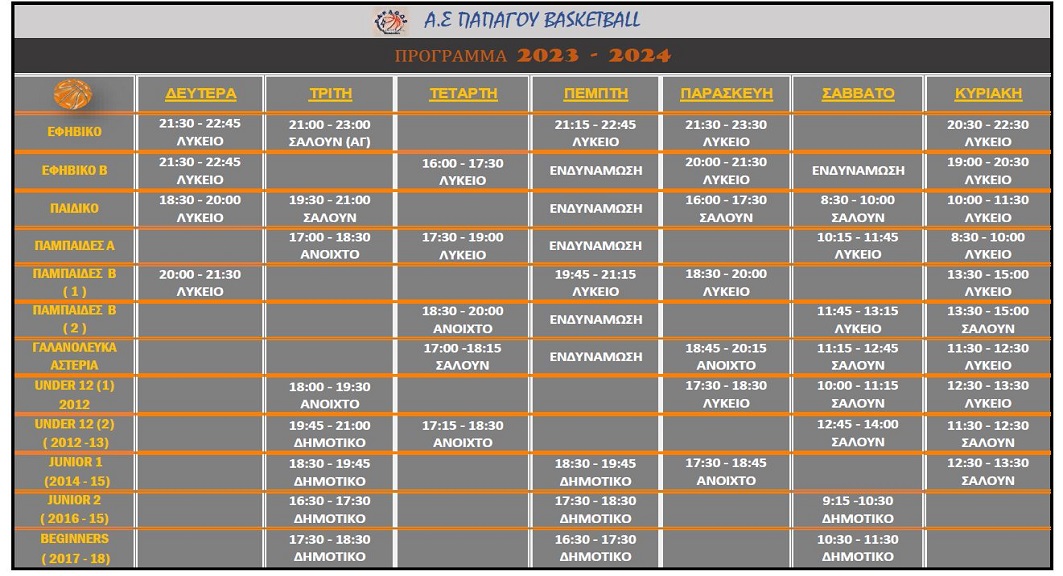 Α.Σ ΠΑΠΑΓΟΥ BASKETBALL
ΠΡΟΓΡΑΜΜΑ 2023 - 2024
ΔΕΥΤΕΡΑ ΤΡΙΤΗ ΤΕΤΑΡΤΗ ΠΕΜΠΤΗ ΠΑΡΑΣΚΕΥΗ ΣΑΒΒΑΤΟ ΚΥΡΙΑΚΗ
ΕΦΗΒΙΚΟ
21:30 - 22:45
ΛΥΚΕΙΟ
21:00 - 23:00
ΣΑΛΟΥΝ (ΑΓ)
21:15 - 22:45
ΛΥΚΕΙΟ
21:30 - 23:30
ΛΥΚΕΙΟ
20:30 - 22:30
ΛΥΚΕΙΟ
ΕΦΗΒΙΚΟ Β
21:30 - 22:45
ΛΥΚΕΙΟ
16:00 - 17:30
ΛΥΚΕΙΟ
ΕΝΔΥΝΑΜΩΣΗ
20:00 - 21:30
ΛΥΚΕΙΟ
ΕΝΔΥΝΑΜΩΣΗ
19:00 - 20:30
ΛΥΚΕΙΟ
ΠΑΙΔΙΚΟ
18:30 - 20:00
ΛΥΚΕΙΟ
19:30 - 21:00
ΣΑΛΟΥΝ
ΕΝΔΥΝΑΜΩΣΗ
16:00 - 17:30
ΣΑΛΟΥΝ
8:30 - 10:00
ΣΑΛΟΥΝ
10:00 - 11:30
ΛΥΚΕΙΟ
ΠΑΜΠΑΙΔΕΣ Α
17:00 - 18:30
ΑΝΟΙΧΤΟ
17:30 - 19:00
ΛΥΚΕΙΟ
ΕΝΔΥΝΑΜΩΣΗ
10:15 - 11:45
ΛΥΚΕΙΟ
8:30 - 10:00
ΛΥΚΕΙΟ
ΠΑΜΠΑΙΔΕΣ Β
( 1 )
20:00 - 21:30
ΛΥΚΕΙΟ
19:45 - 21:15
ΛΥΚΕΙΟ
18:30 - 20:00
ΛΥΚΕΙΟ
13:30 - 15:00
ΛΥΚΕΙΟ
ΠΑΜΠΑΙΔΕΣ Β
( 2 )
18:30 - 20:00
ΑΝΟΙΧΤΟ
ΕΝΔΥΝΑΜΩΣΗ
11:45 - 13:15
ΛΥΚΕΙΟ
13:30 - 15:00
ΣΑΛΟΥΝ
ΓΑΛΑΝΟΛΕΥΚΑ
ΑΣΤΕΡΙΑ
17:00 -18:15
ΣΑΛΟΥΝ
ΕΝΔΥΝΑΜΩΣΗ
18:45 - 20:15
ΑΝΟΙΧΤΟ
11:15 - 12:45
ΣΑΛΟΥΝ
11:30 - 12:30
ΛΥΚΕΙΟ
UNDER 12 (1)
2012
18:00 - 19:30
ΑΝΟΙΧΤΟ
17:30 - 18:30
ΛΥΚΕΙΟ
10:00 - 11:15
ΣΑΛΟΥΝ
12:30 - 13:30
ΛΥΚΕΙΟ
UNDER 12 (2)
( 2012 -13)
19:45 - 21:00
ΔΗΜΟΤΙΚΟ
17:15 - 18:30
ΑΝΟΙΧΤΟ
12:45 - 14:00
ΣΑΛΟΥΝ
11:30 - 12:30
ΣΑΛΟΥΝ
JUNIOR 1
(2014 - 15)
18:30 - 19:45
ΔΗΜΟΤΙΚΟ
18:30 - 19:45
ΔΗΜΟΤΙΚΟ
17:30 - 18:45
ΑΝΟΙΧΤΟ
12:30 - 13:30
ΣΑΛΟΥΝ
JUNIOR 2
( 2016 - 15)
16:30 - 17:30
ΔΗΜΟΤΙΚΟ
17:30 - 18:30
ΔΗΜΟΤΙΚΟ
9:15 -10:30
ΔΗΜΟΤΙΚΟ
BEGINNERS
( 2017 - 18)
17:30 - 18:30
ΔΗΜΟΤΙΚΟ
16:30 - 17:30
ΔΗΜΟΤΙΚΟ
10:30 - 11:30
ΔΗΜΟΤΙΚΟ